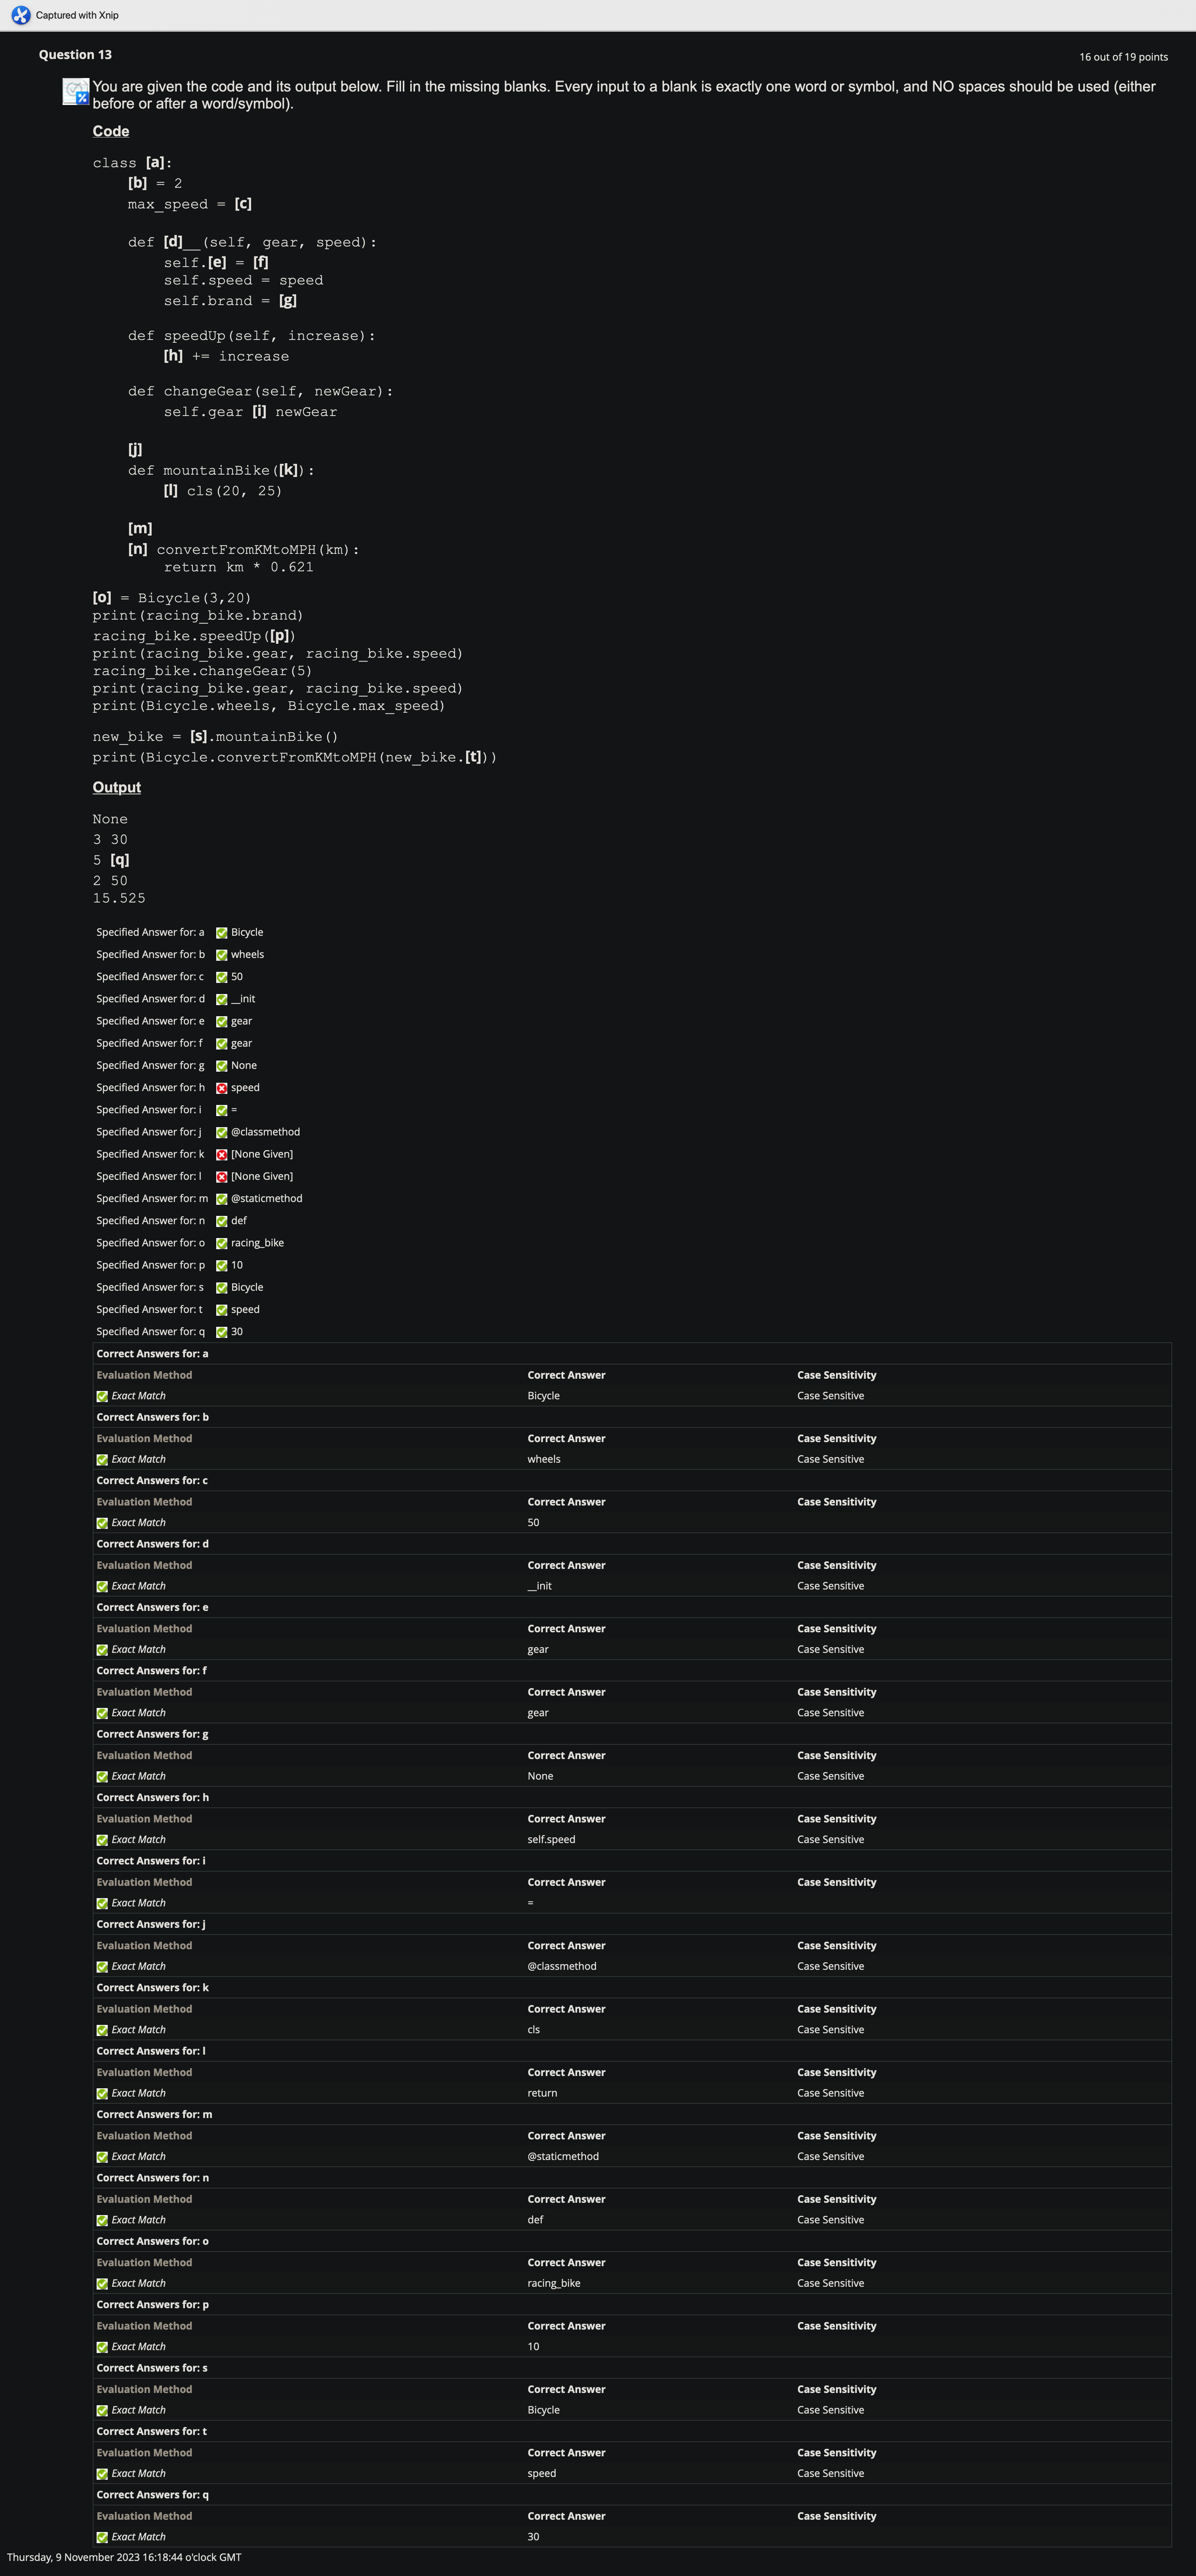 Captured with Xnip
Question 13
16 out of 19 points
You are given the code and its output below. Fill in the missing blanks. Every input to a blank is exactly one word or symbol, and NO spaces should be used (either
before or after a word/symbol).
Code
class [a]:
    [b] = 2
    max_speed = [c]
    def [d]__(self, gear, speed):
        self.[e] = [f]
        self.speed = speed
        self.brand = [g]
    def speedUp(self, increase):
        [h] += increase
    def changeGear(self, newGear):
        self.gear [i] newGear
    [j]
    def mountainBike([k]):
        [l] cls(20, 25)
    [m]
    [n] convertFromKMtoMPH(km):
        return km * 0.621
[o] = Bicycle(3,20)
print(racing_bike.brand)
racing_bike.speedUp([p])
print(racing_bike.gear, racing_bike.speed)
racing_bike.changeGear(5)
print(racing_bike.gear, racing_bike.speed)
print(Bicycle.wheels, Bicycle.max_speed)
new_bike = [s].mountainBike()
print(Bicycle.convertFromKMtoMPH(new_bike.[t]))
Output
None
3 30
5 [q]
2 50
15.525
Specified Answer for: a Bicycle
Specified Answer for: b wheels
Specified Answer for: c 50
Specified Answer for: d __init
Specified Answer for: e gear
Specified Answer for: f gear
Specified Answer for: g None
Specified Answer for: h speed
Specified Answer for: i =
Specified Answer for: j @classmethod
Specified Answer for: k [None Given]
Specified Answer for: l [None Given]
Specified Answer for: m @staticmethod
Specified Answer for: n def
Specified Answer for: o racing_bike
Specified Answer for: p 10
Specified Answer for: s Bicycle
Specified Answer for: t speed
Specified Answer for: q 30
Correct Answers for: a
Evaluation Method Correct Answer Case Sensitivity
Exact Match Bicycle Case Sensitive
Correct Answers for: b
Evaluation Method Correct Answer Case Sensitivity
Exact Match wheels Case Sensitive
Correct Answers for: c
Evaluation Method Correct Answer Case Sensitivity
Exact Match 50 Case Sensitive
Correct Answers for: d
Evaluation Method Correct Answer Case Sensitivity
Exact Match __init Case Sensitive
Correct Answers for: e
Evaluation Method Correct Answer Case Sensitivity
Exact Match gear Case Sensitive
Correct Answers for: f
Evaluation Method Correct Answer Case Sensitivity
Exact Match gear Case Sensitive
Correct Answers for: g
Evaluation Method Correct Answer Case Sensitivity
Exact Match None Case Sensitive
Correct Answers for: h
Evaluation Method Correct Answer Case Sensitivity
Exact Match self.speed Case Sensitive
Correct Answers for: i
Evaluation Method Correct Answer Case Sensitivity
Exact Match = Case Sensitive
Correct Answers for: j
Evaluation Method Correct Answer Case Sensitivity
Exact Match @classmethod Case Sensitive
Correct Answers for: k
Evaluation Method Correct Answer Case Sensitivity
Exact Match cls Case Sensitive
Correct Answers for: l
Evaluation Method Correct Answer Case Sensitivity
Exact Match return Case Sensitive
Correct Answers for: m
Evaluation Method Correct Answer Case Sensitivity
Exact Match @staticmethod Case Sensitive
Correct Answers for: n
Evaluation Method Correct Answer Case Sensitivity
Exact Match def Case Sensitive
Correct Answers for: o
Evaluation Method Correct Answer Case Sensitivity
Exact Match racing_bike Case Sensitive
Correct Answers for: p
Evaluation Method Correct Answer Case Sensitivity
Exact Match 10 Case Sensitive
Correct Answers for: s
Evaluation Method Correct Answer Case Sensitivity
Exact Match Bicycle Case Sensitive
Correct Answers for: t
Evaluation Method Correct Answer Case Sensitivity
Exact Match speed Case Sensitive
Correct Answers for: q
Evaluation Method Correct Answer Case Sensitivity
Exact Match 30 Case Sensitive
Thursday, 9 November 2023 16:18:44 o'clock GMT